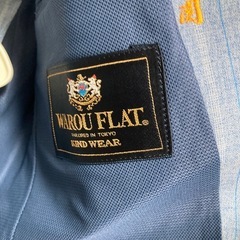 WAROU FLAT®
TAILORED IN TOKYO
KIND WEAR